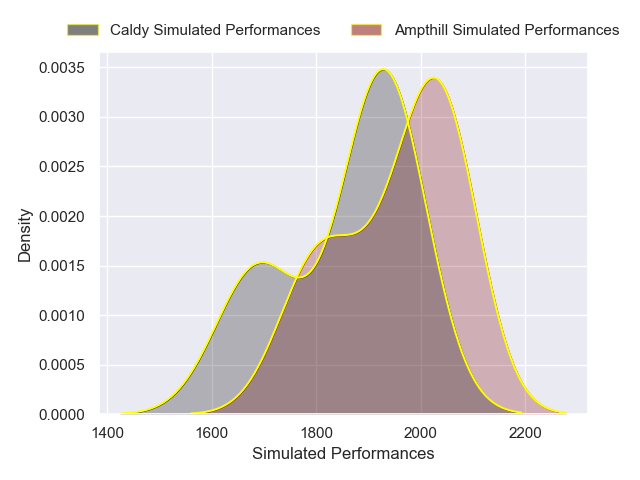 Caldy Simulated Performances
Ampthill Simulated Performances
0.0035
0.0030
0.0025
0.0020
0.0015
0.0010
0.0005
0.0000
Density
1400 1600 1800 2000 2200
Simulated Performances